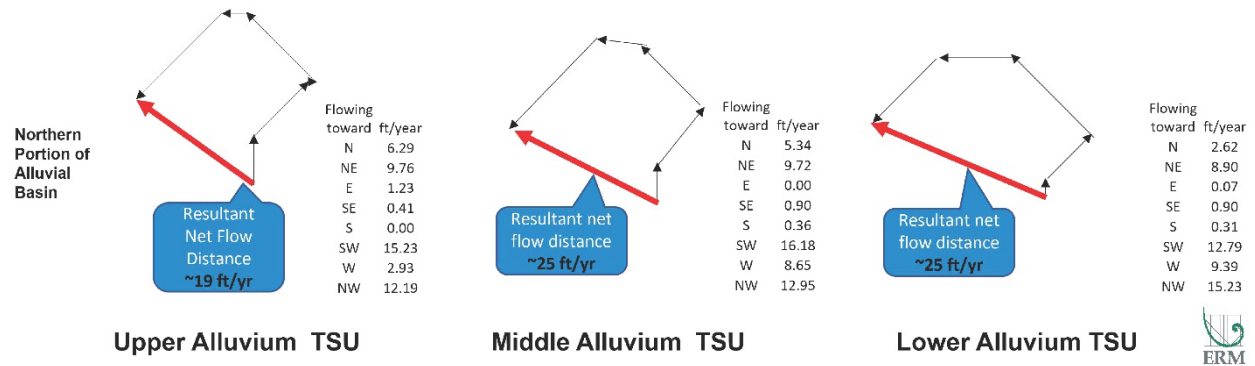 Northern
Portion of
Alluvial
Basin
Resultant
Net Flow
Distance
~19 ft/yr
Flowing
toward ft/year
N 6.29
NE 9.76
E 1.23
SE 0.41
S 0.00
SW 15.23
W 2.93
NW 12.19
Upper Alluvium TSU
Resultant net
flow distance
~25 ft/yr
Flowing
toward ft/year
N 5.34
NE 9.72
E 0.00
SE 0.90
S 0.36
SW 16.18
W 8.65
NW 12.95
Middle Alluvium TSU
Resultant net
flow distance
~25 ft/yr
Flowing
toward ft/year
N 2.62
NE 8.90
E 0.07
SE 0.90
S 0.31
SW 12.79
W 9.39
NW 15.23
Lower Alluvium TSU
ERM